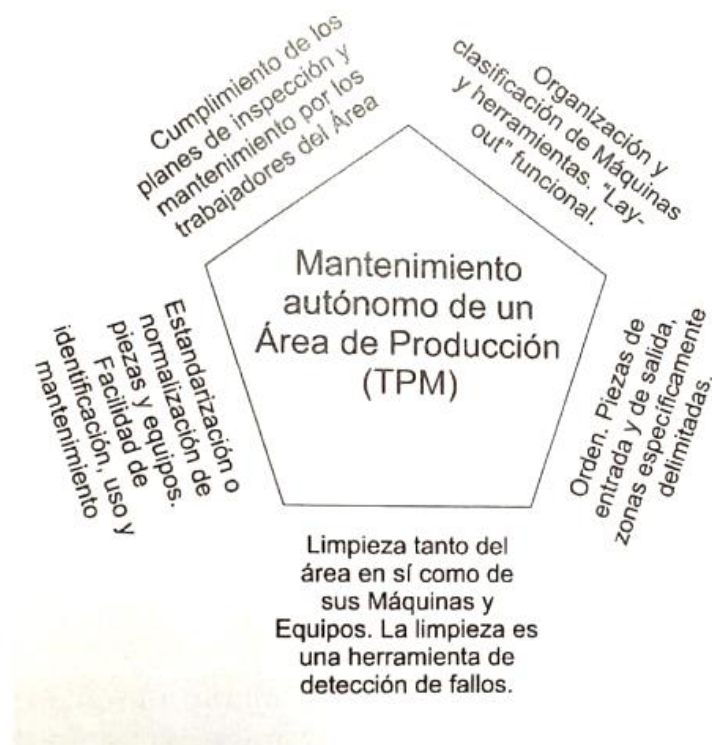 Cumplimiento de los
planes de inspección y
mantenimiento por los
trabajadores del Área
Organización y
clasificación de Máquinas
y herramientas. "Lay-
out" funcional.
Mantenimiento
autónomo de un
Área de Producción
(TPM)
Estandarización o
normalización de
piezas y equipos.
Facilidad de
identificación, uso y
mantenimiento
Orden. Piezas de
entrada y de salida,
zonas específicamente
delimitadas.
Limpieza tanto del
área en sí como de
sus Máquinas y
Equipos. La limpieza es
una herramienta de
detección de fallos.